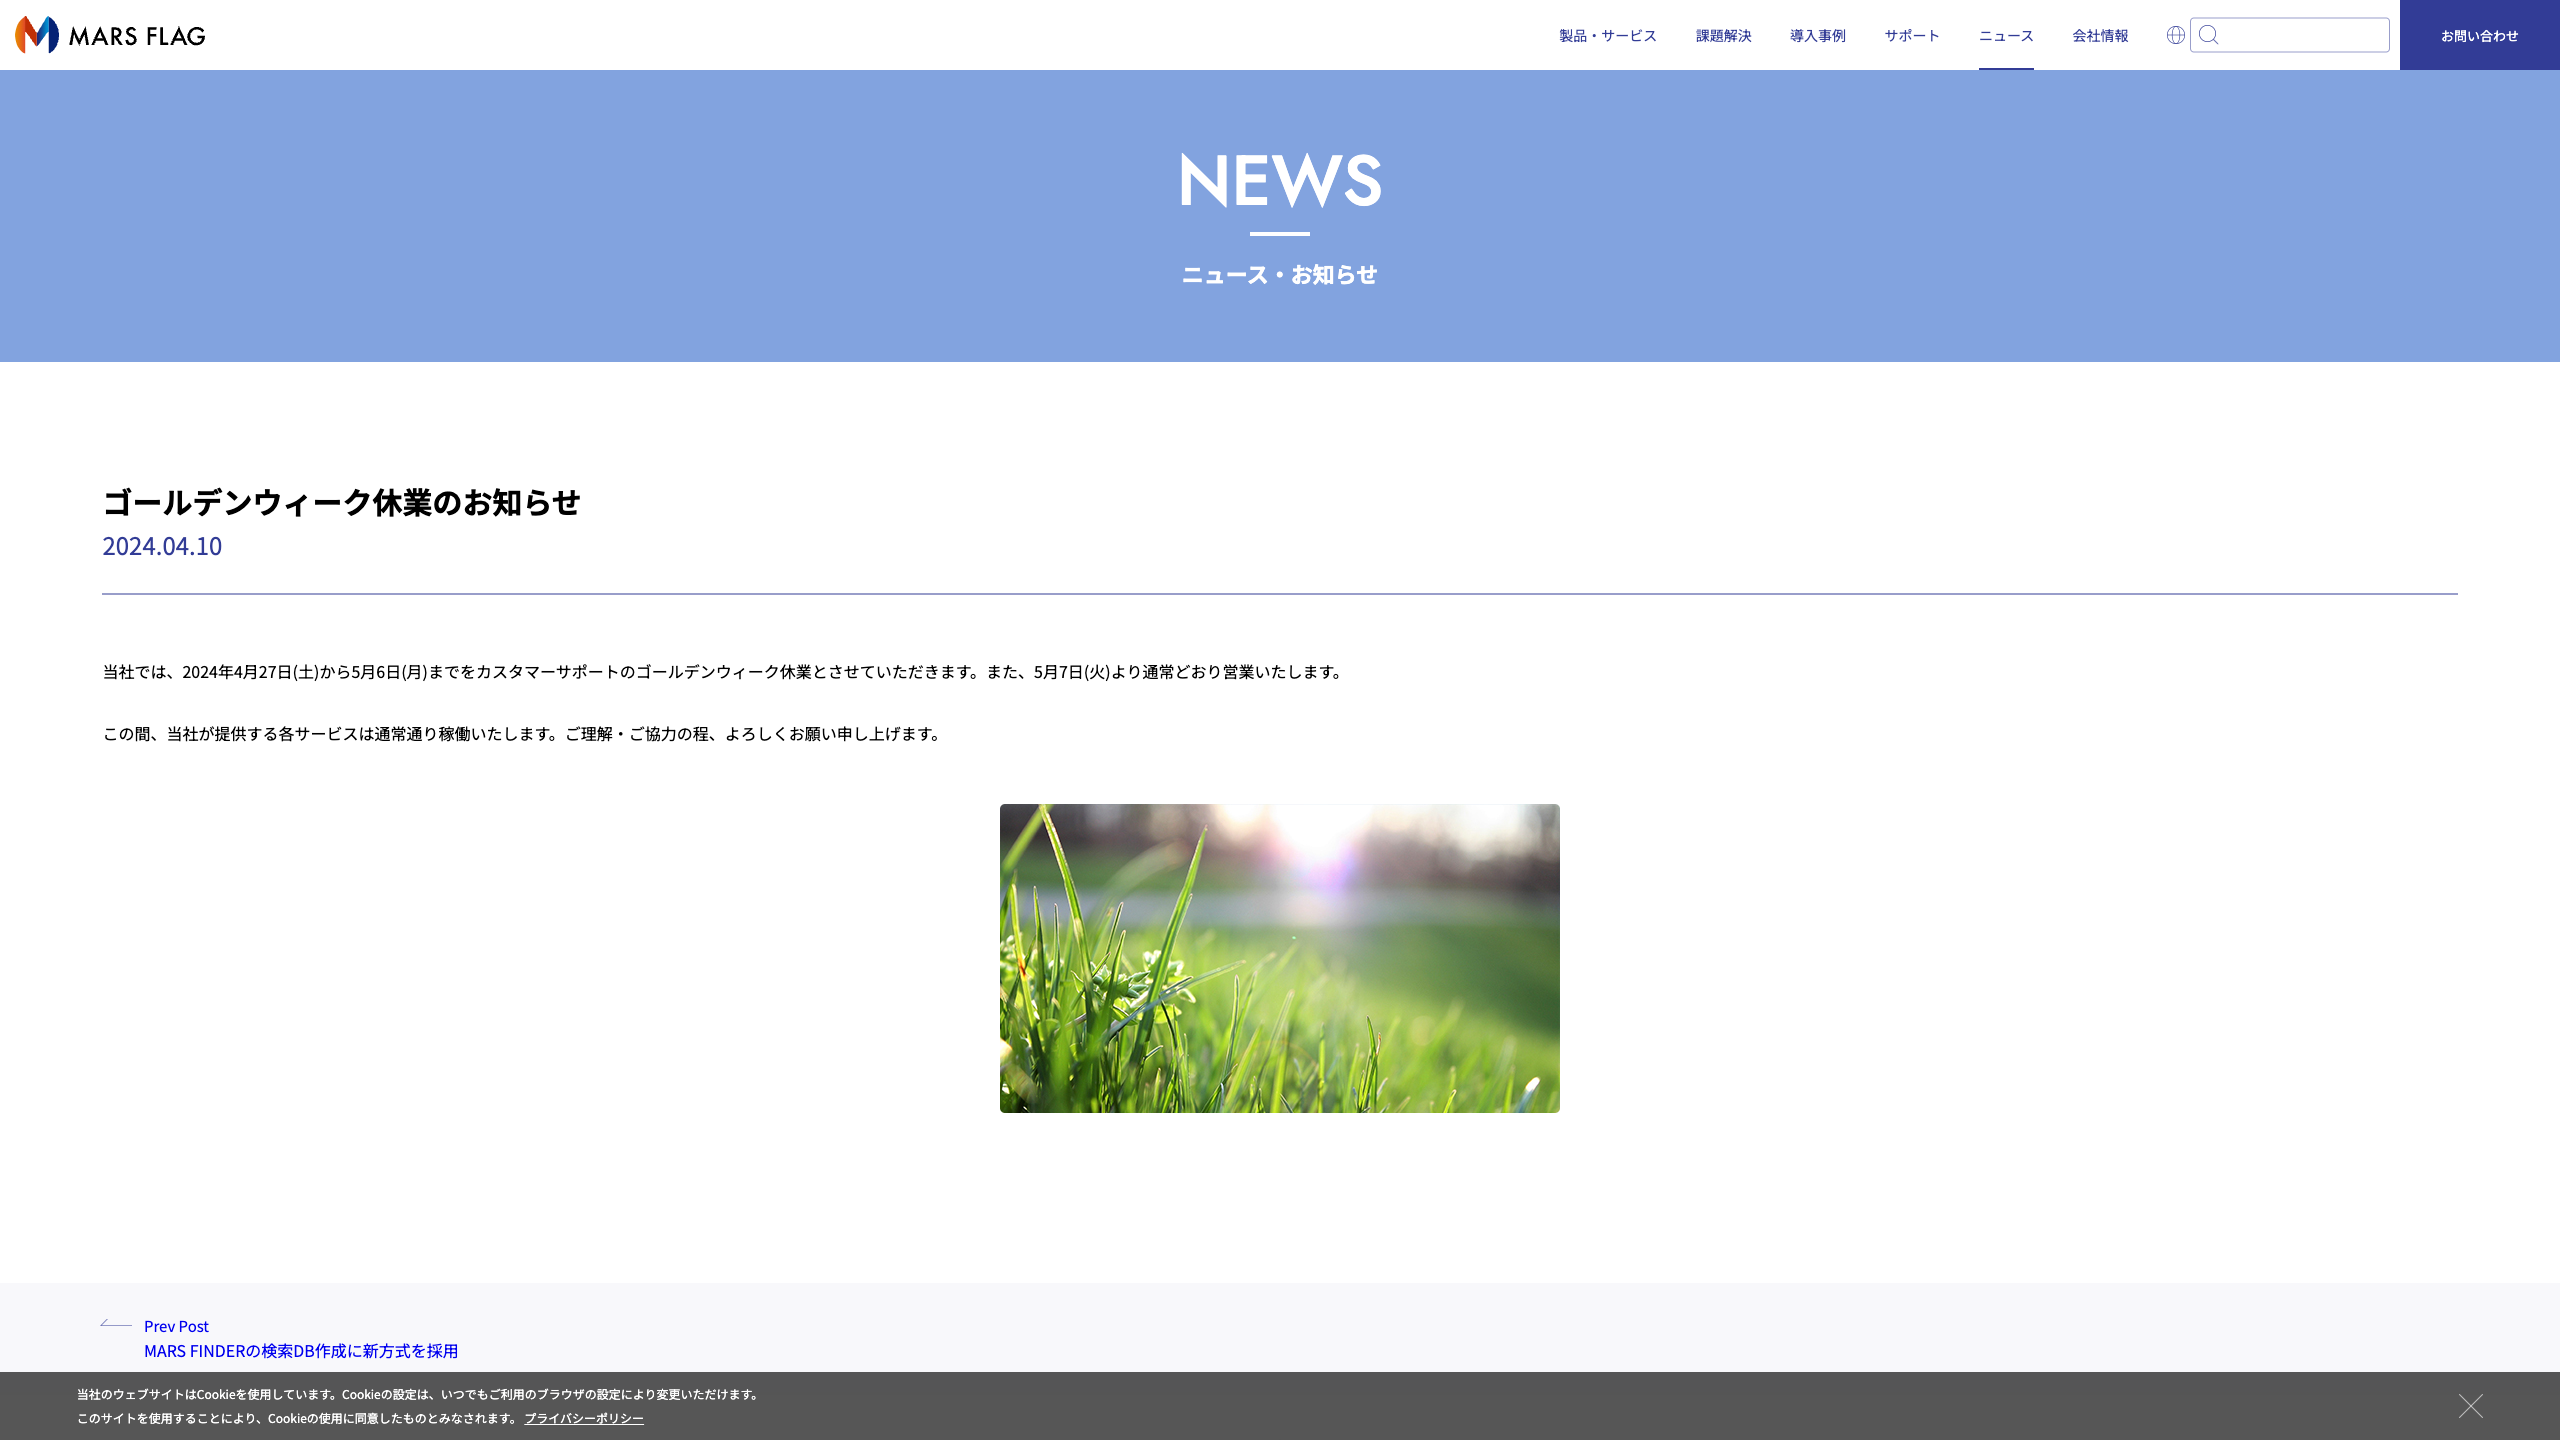 MARS FLAG
製品・サービス
課題解決
導入事例
サポート
ニュース
会社情報
お問い合わせ
NEWS
ニュース・お知らせ
ゴールデンウィーク休業のお知らせ
2024.04.10
当社では、2024年4月27日(土)から5月6日(月)までをカスタマーサポートのゴールデンウィーク休業とさせていただきます。また、5月7日(火)より通常どおり営業いたします。
この間、当社が提供する各サービスは通常通り稼働いたします。ご理解・ご協力の程、よろしくお願い申し上げます。
Prev Post
MARS FINDERの検索DB作成に新方式を採用
当社のウェブサイトはCookieを使用しています。Cookieの設定は、いつでもご利用のブラウザの設定により変更いただけます。
このサイトを使用することにより、Cookieの使用に同意したものとみなされます。 プライバシーポリシー